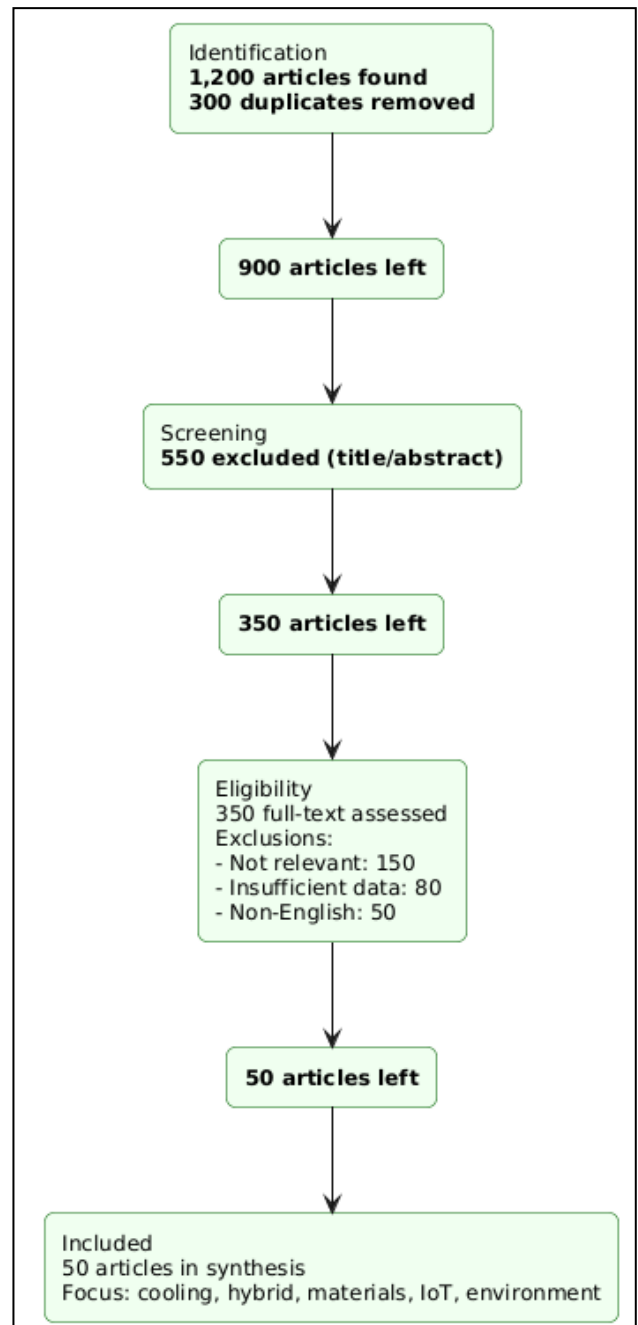 Identification
1,200 articles found
300 duplicates removed
900 articles left
Screening
550 excluded (title/abstract)
350 articles left
Eligibility
350 full-text assessed
Exclusions:
- Not relevant: 150
- Insufficient data: 80
- Non-English: 50
50 articles left
Included
50 articles in synthesis
Focus: cooling, hybrid, materials, IoT, environment